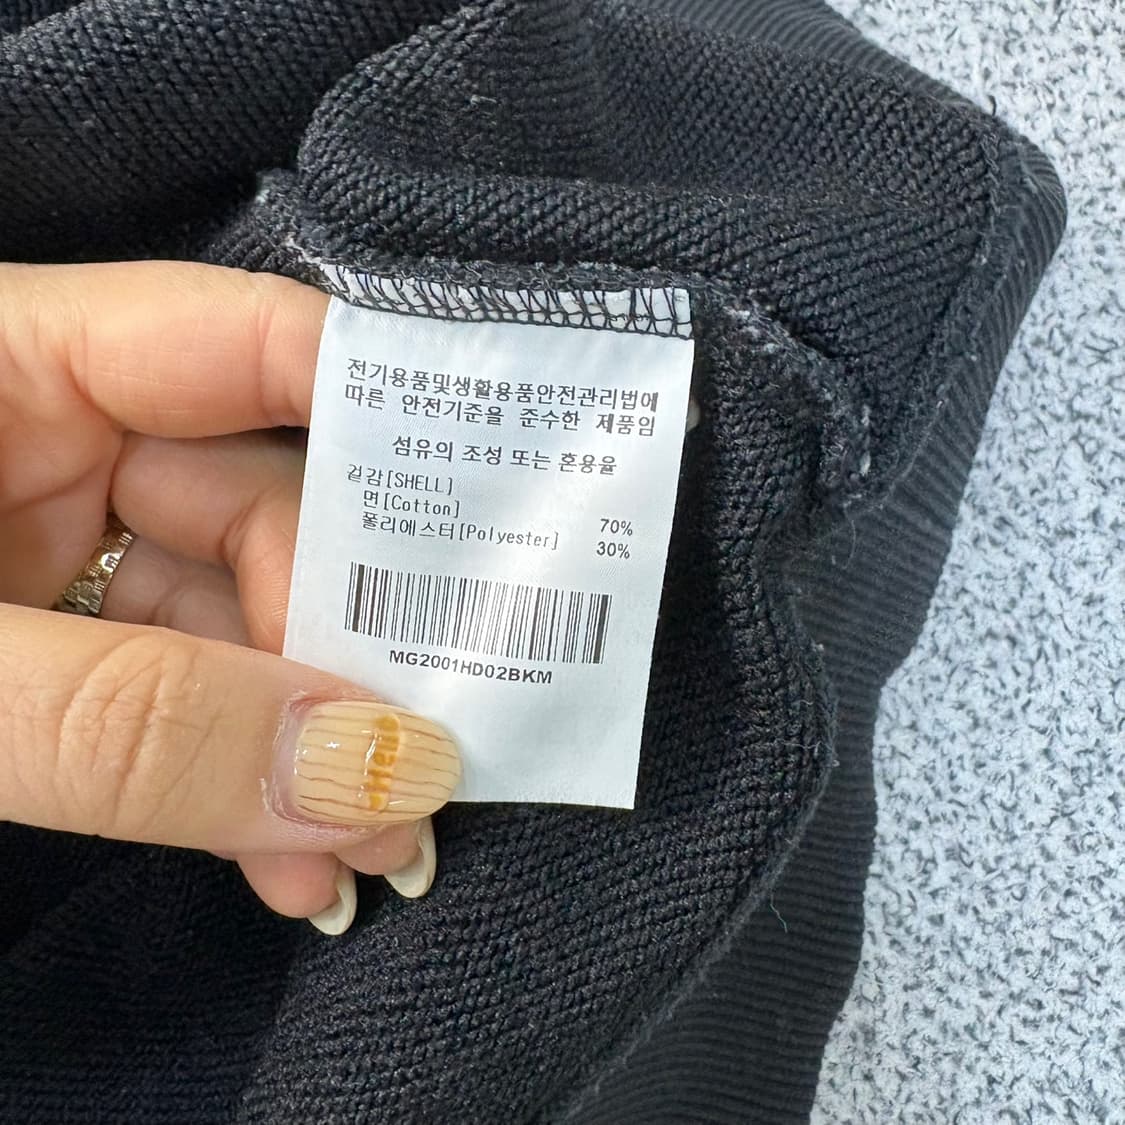 전기용품및생활용품안전관리법에
따른 안전기준을 준수한 제품임
섬유의 조성 또는 혼용율
겉감[SHELL]
면[Cotton] 70%
폴리에스터[Polyester] 30%
MG2001HD02BKM